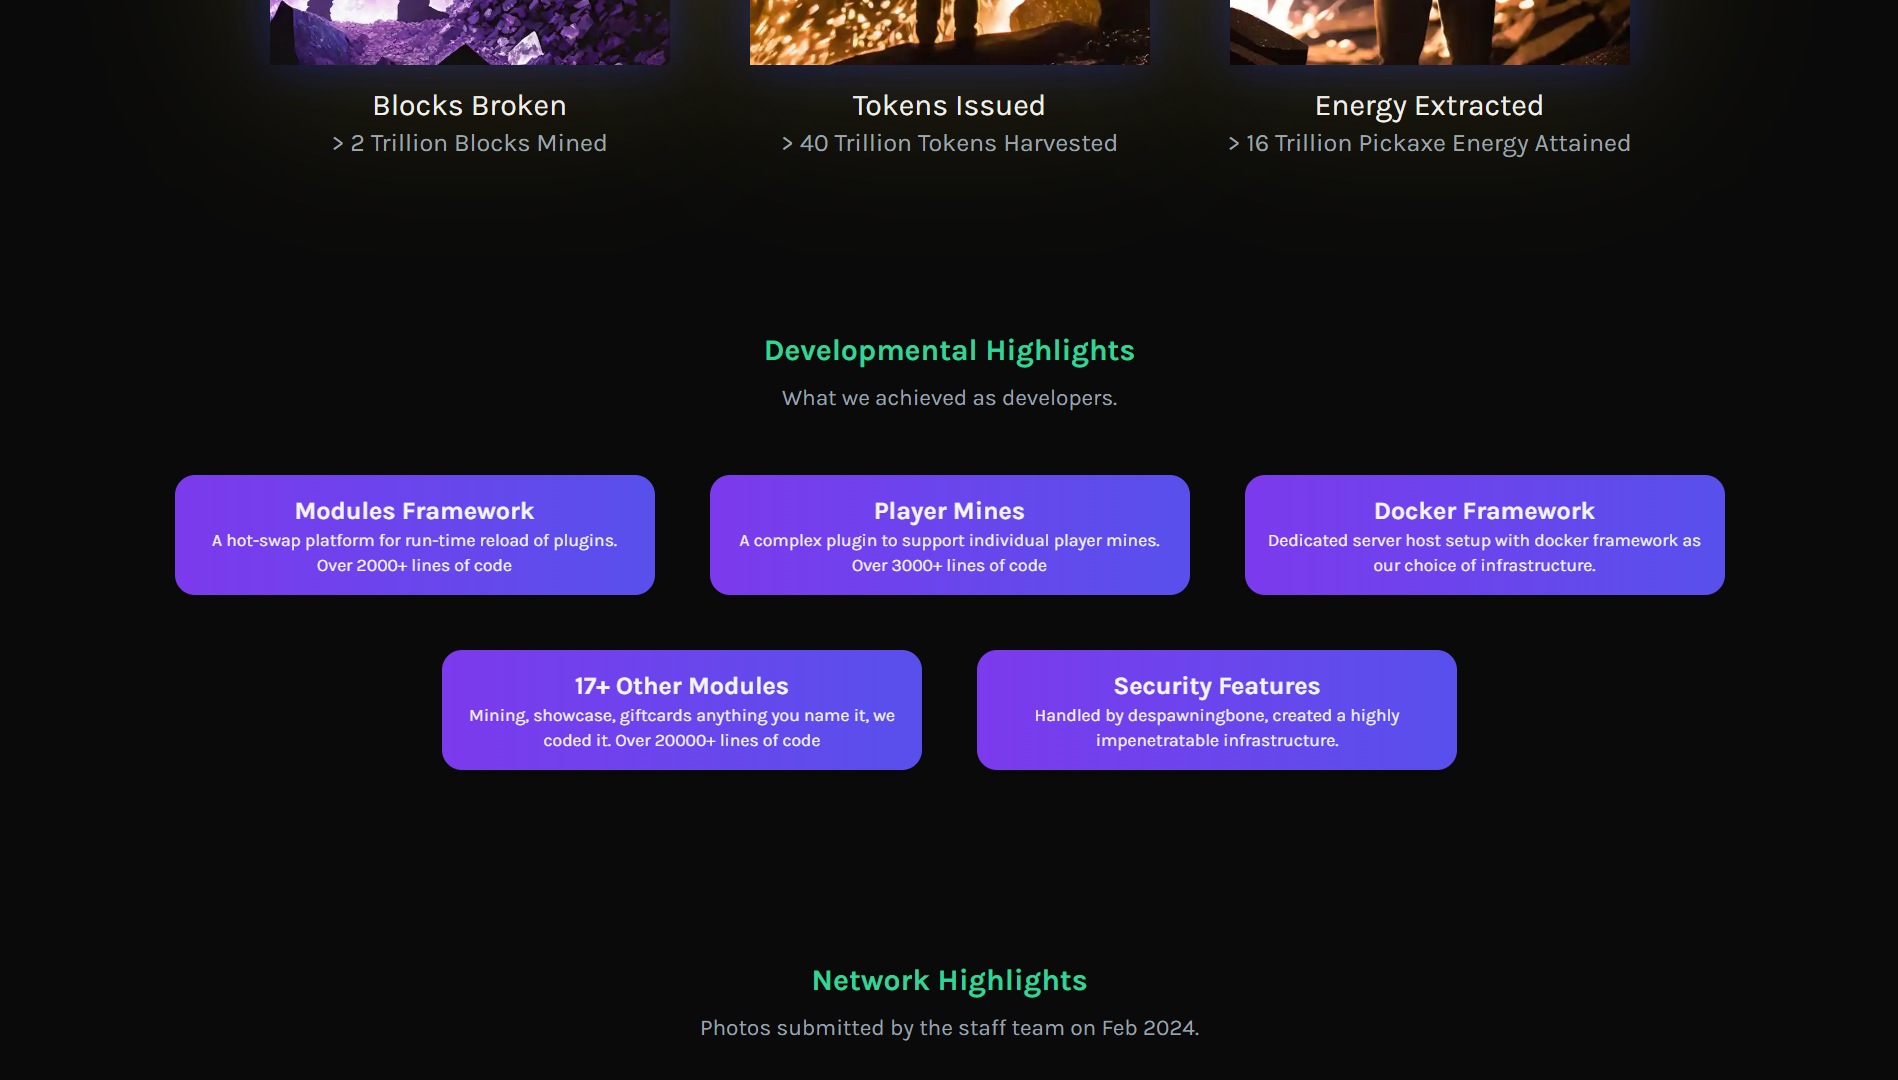 Blocks Broken
> 2 Trillion Blocks Mined
Tokens Issued
> 40 Trillion Tokens Harvested
Energy Extracted
> 16 Trillion Pickaxe Energy Attained
Developmental Highlights
What we achieved as developers.
Modules Framework
A hot-swap platform for run-time reload of plugins.
Over 2000+ lines of code
Player Mines
A complex plugin to support individual player mines.
Over 3000+ lines of code
Docker Framework
Dedicated server host setup with docker framework as
our choice of infrastructure.
17+ Other Modules
Mining, showcase, giftcards anything you name it, we
coded it. Over 20000+ lines of code
Security Features
Handled by despawningbone, created a highly
impenetratable infrastructure.
Network Highlights
Photos submitted by the staff team on Feb 2024.